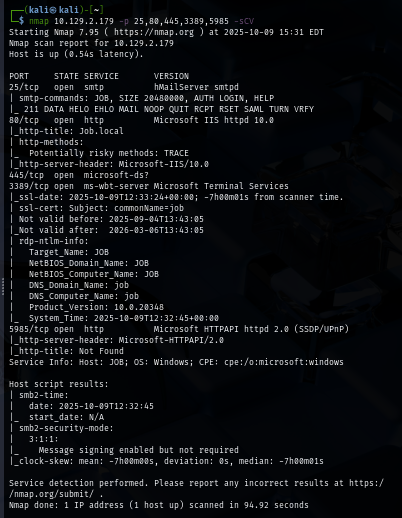 ┌──(kali㉿kali)-[~]
└─$ nmap 10.129.2.179 -p 25,80,445,3389,5985 -sCV
Starting Nmap 7.95 ( https://nmap.org ) at 2025-10-09 15:31 EDT
Nmap scan report for 10.129.2.179
Host is up (0.54s latency).

PORT     STATE SERVICE       VERSION
25/tcp   open  smtp          hMailServer smtpd
| smtp-commands: JOB, SIZE 20480000, AUTH LOGIN, HELP
|_ 211 DATA HELO EHLO MAIL NOOP QUIT RCPT RSET SAML TURN VRFY
80/tcp   open  http          Microsoft IIS httpd 10.0
|_http-title: Job.local
| http-methods:
|_  Potentially risky methods: TRACE
|_http-server-header: Microsoft-IIS/10.0
445/tcp  open  microsoft-ds?
3389/tcp open  ms-wbt-server Microsoft Terminal Services
|_ssl-date: 2025-10-09T12:33:24+00:00; -7h00m01s from scanner time.
| ssl-cert: Subject: commonName=job
| Not valid before: 2025-09-04T13:43:05
|_Not valid after:  2026-03-06T13:43:05
| rdp-ntlm-info:
|   Target_Name: JOB
|   NetBIOS_Domain_Name: JOB
|   NetBIOS_Computer_Name: JOB
|   DNS_Domain_Name: job
|   DNS_Computer_Name: job
|   Product_Version: 10.0.20348
|_  System_Time: 2025-10-09T12:32:45+00:00
5985/tcp open  http          Microsoft HTTPAPI httpd 2.0 (SSDP/UPnP)
|_http-server-header: Microsoft-HTTPAPI/2.0
|_http-title: Not Found
Service Info: Host: JOB; OS: Windows; CPE: cpe:/o:microsoft:windows

Host script results:
| smb2-time:
|   date: 2025-10-09T12:32:45
|_  start_date: N/A
| smb2-security-mode:
|   3:1:1:
|_    Message signing enabled but not required
|_clock-skew: mean: -7h00m00s, deviation: 0s, median: -7h00m01s

Service detection performed. Please report any incorrect results at https:/
/nmap.org/submit/ .
Nmap done: 1 IP address (1 host up) scanned in 94.92 seconds